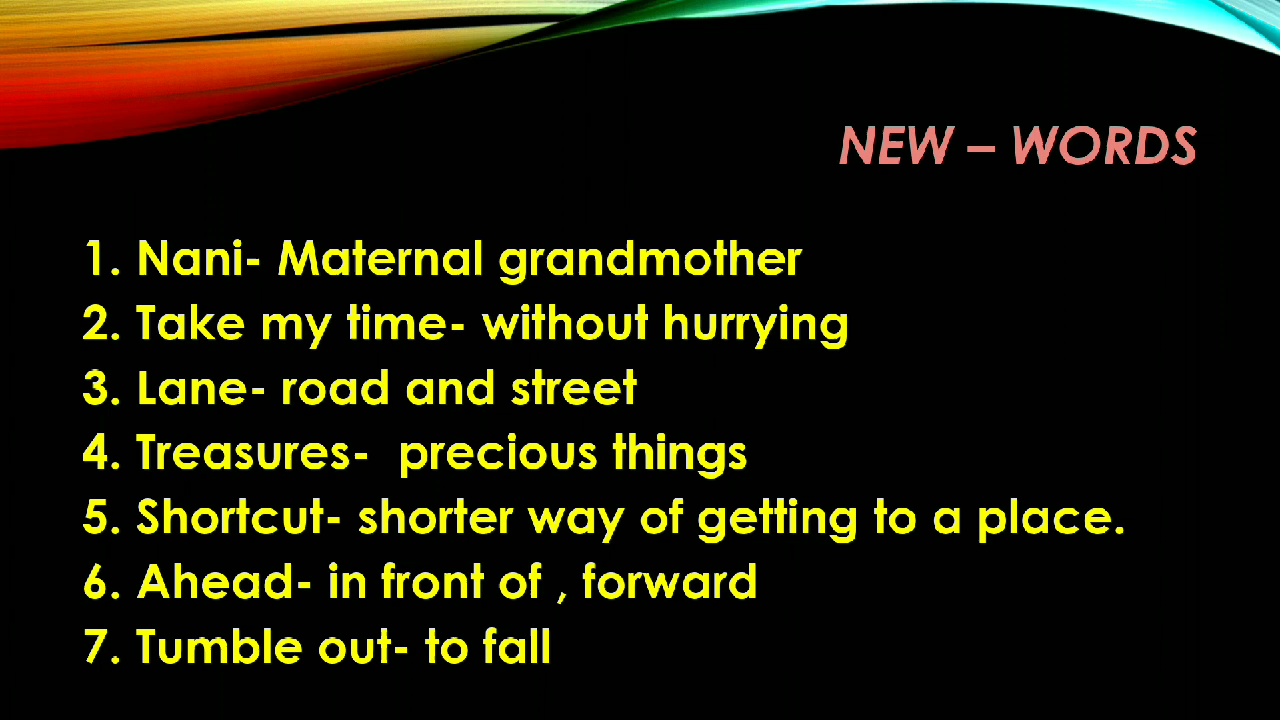 NEW – WORDS
1. Nani- Maternal grandmother
2. Take my time- without hurrying
3. Lane- road and street
4. Treasures-  precious things
5. Shortcut- shorter way of getting to a place.
6. Ahead- in front of , forward
7. Tumble out- to fall